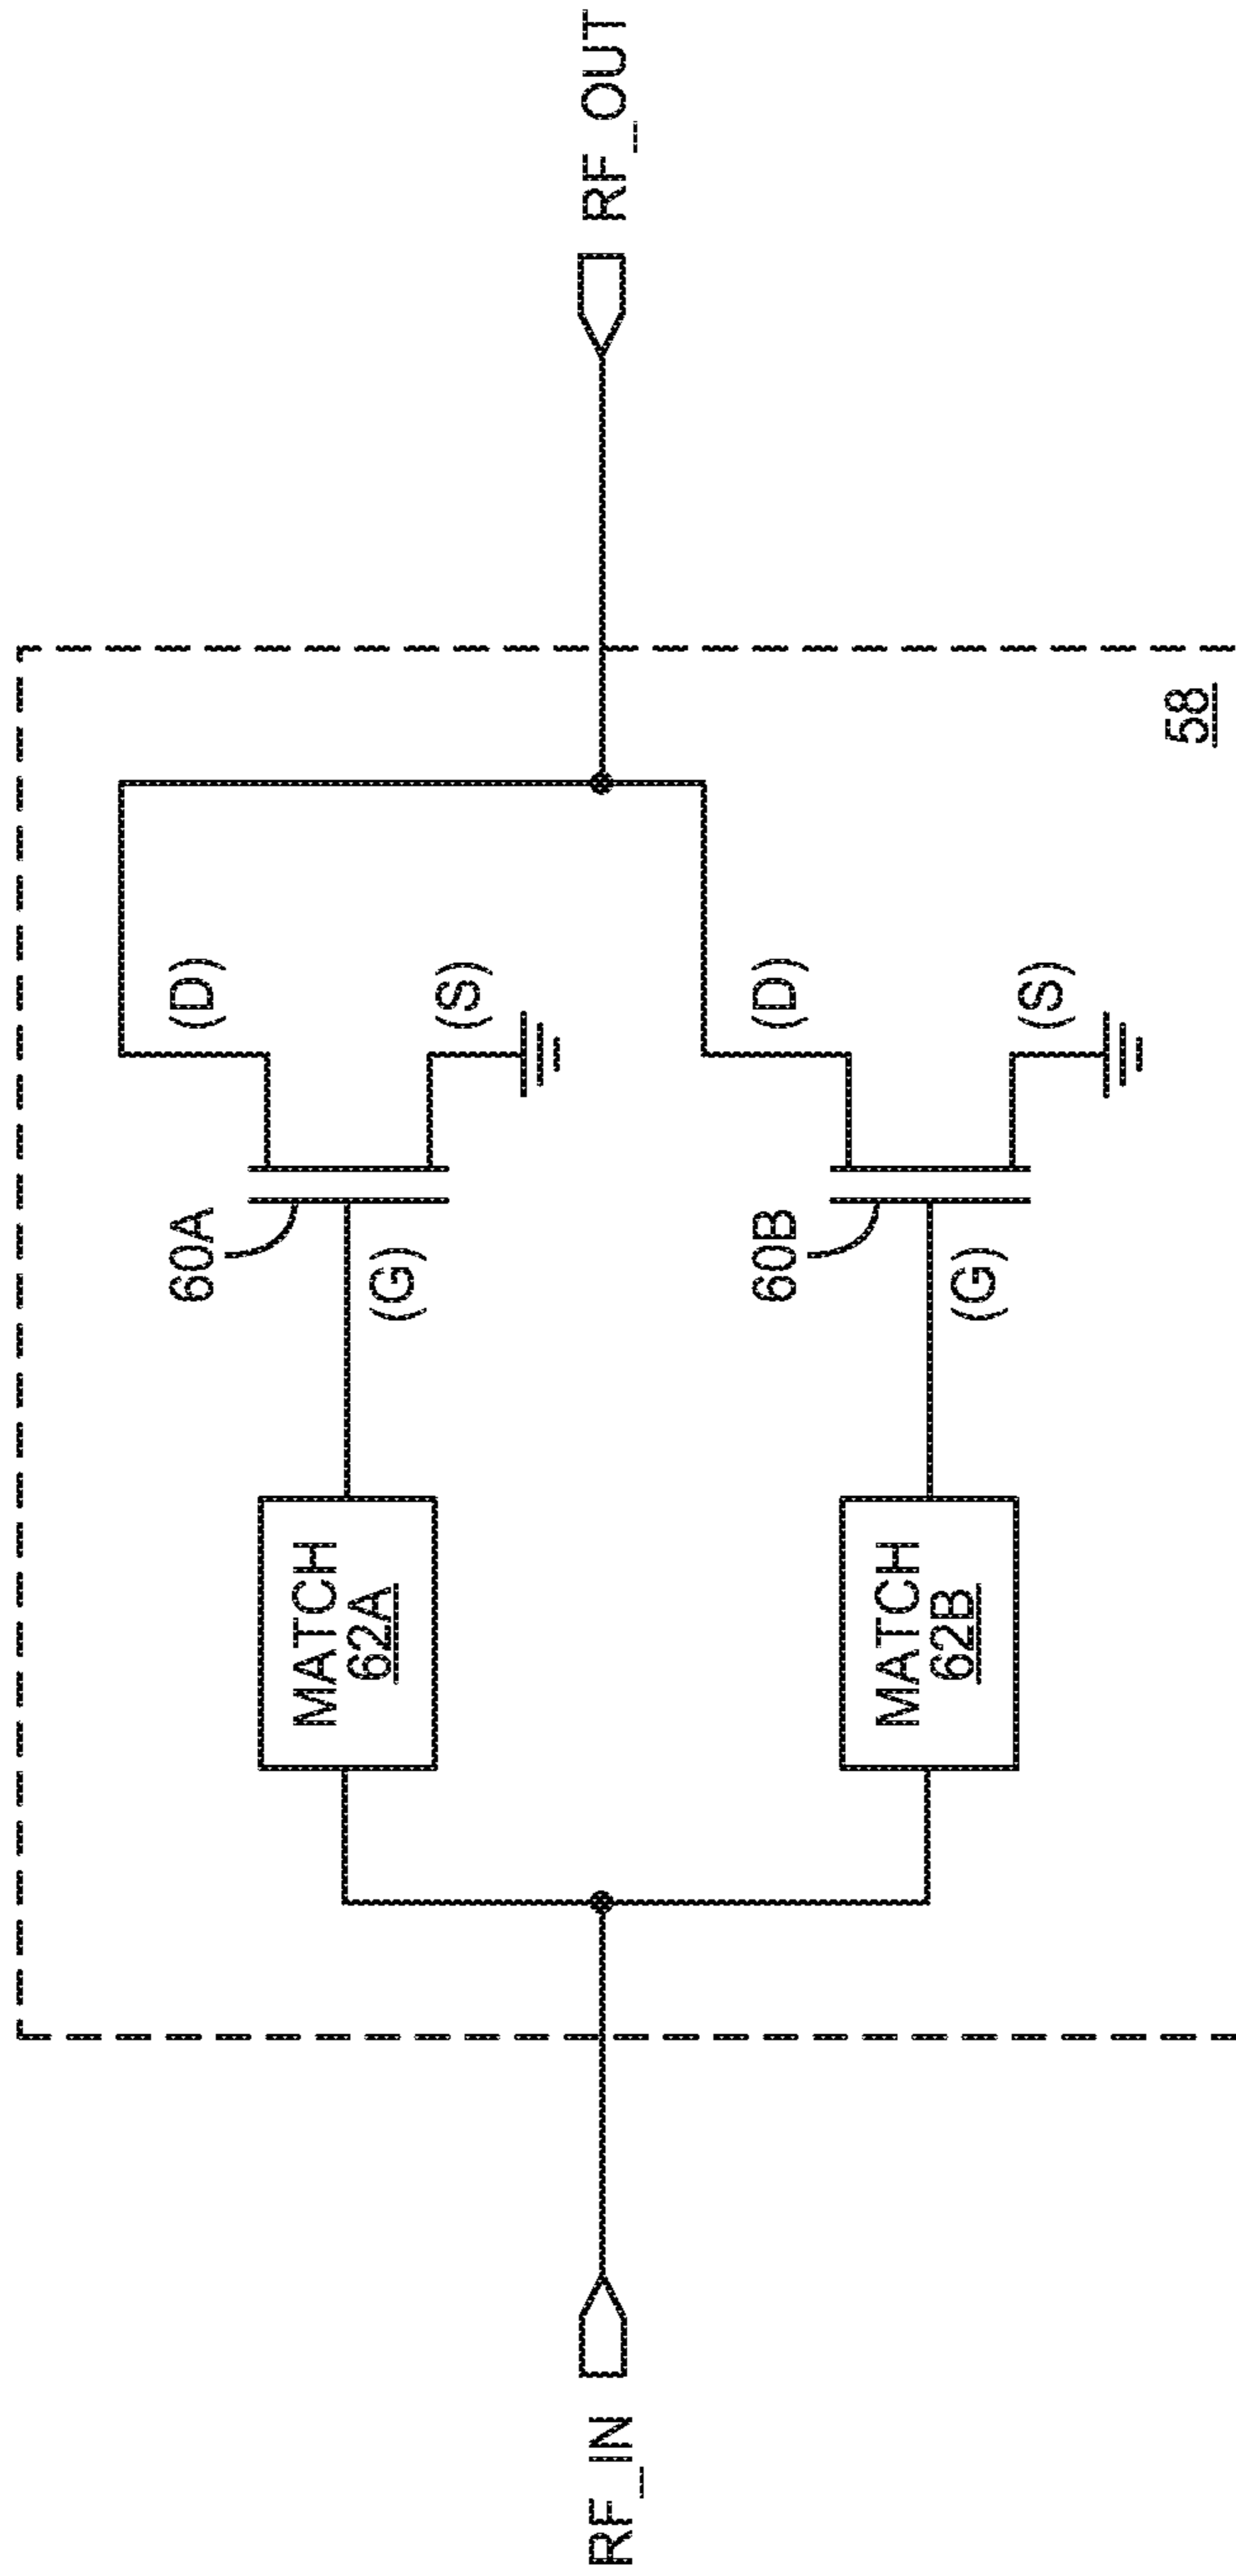 RF_IN
MATCH
62A
60A
(G)
(D)
(S)
MATCH
62B
60B
(G)
(D)
(S)
58
RF_OUT